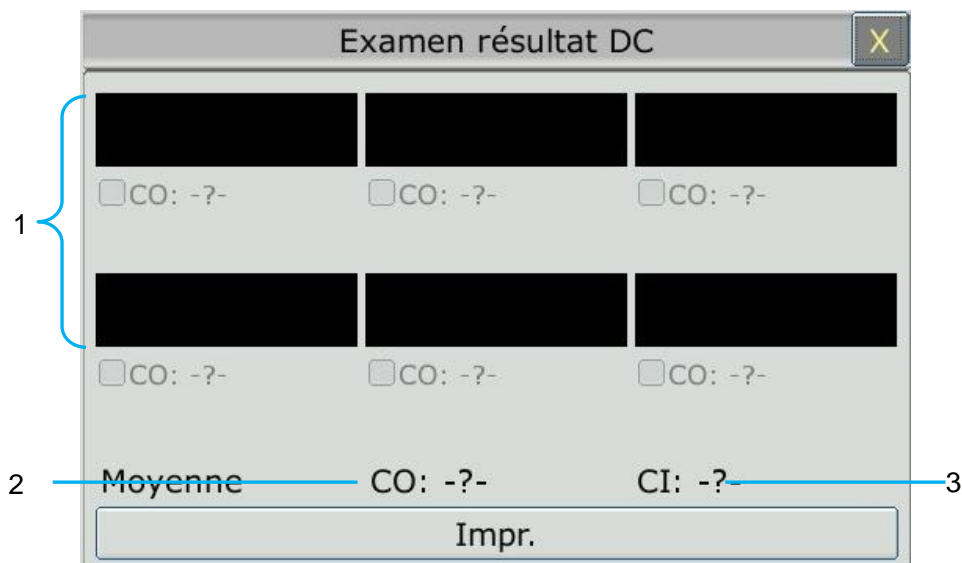 Examen résultat DC X
CO: -?- CO: -?- CO: -?-
1
CO: -?- CO: -?- CO: -?-
2 Moyenne CO: -?- CI: -?- 3
Impr.